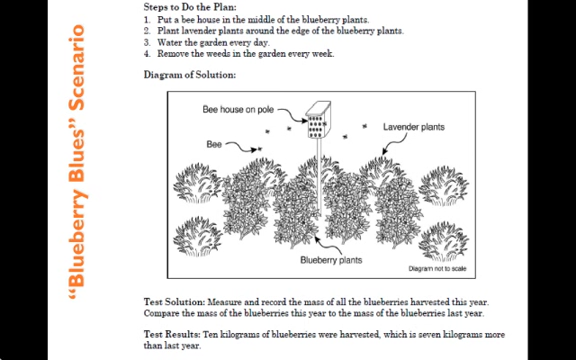 "Blueberry Blues" Scenario
Steps to Do the Plan:
1. Put a bee house in the middle of the blueberry plants.
2. Plant lavender plants around the edge of the blueberry plants.
3. Water the garden every day.
4. Remove the weeds in the garden every week.
Diagram of Solution:
Bee house on pole
Lavender plants
Bee
Blueberry plants
Diagram not to scale
Test Solution: Measure and record the mass of all the blueberries harvested this year.
Compare the mass of the blueberries this year to the mass of the blueberries last year.
Test Results: Ten kilograms of blueberries were harvested, which is seven kilograms more
than last year.